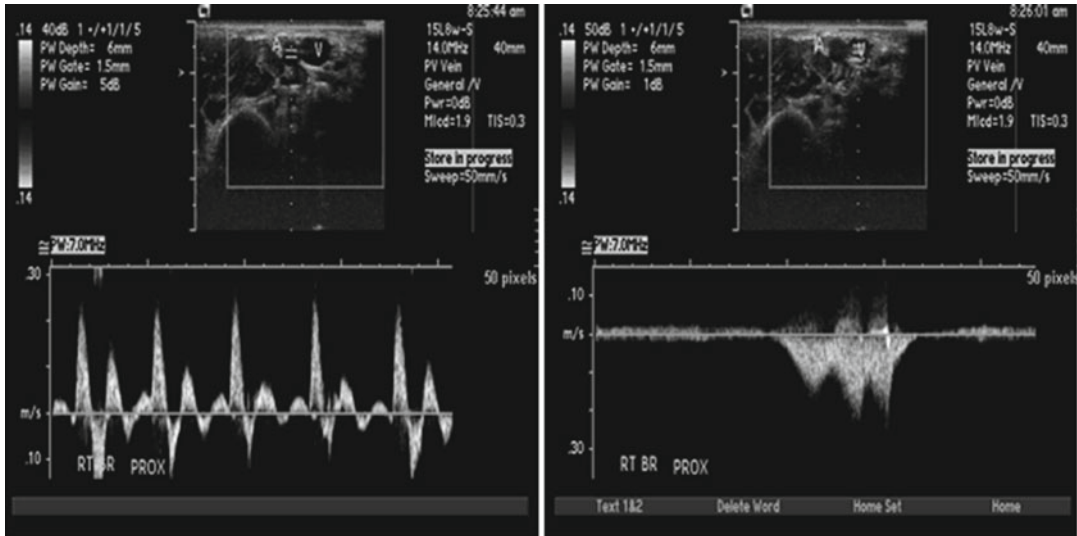 8:25:44 am
.14 40dB 1 +/+1/1/5
PW Depth= 6mm
PW Gate= 1.5mm
PW Gain= 5dB
.14
A V
15L8w-S
14.0MHz 40mm
PV Vein
General /V
Pwr=0dB
MIcd=1.9 TIS=0.3
Store in progress
Sweep=50mm/s
PW:7.0MHz
50 pixels
.30
m/s
.10
RT BR PROX
8:26:01 am
.14 50dB 1 +/+1/1/5
PW Depth= 6mm
PW Gate= 1.5mm
PW Gain= 1dB
.14
A V
15L8w-S
14.0MHz 40mm
PV Vein
General /V
Pwr=0dB
MIcd=1.9 TIS=0.3
Store in progress
Sweep=50mm/s
PW:7.0MHz
50 pixels
.10
m/s
.30
RT BR PROX
Text 1&2 Delete Word Home Set Home